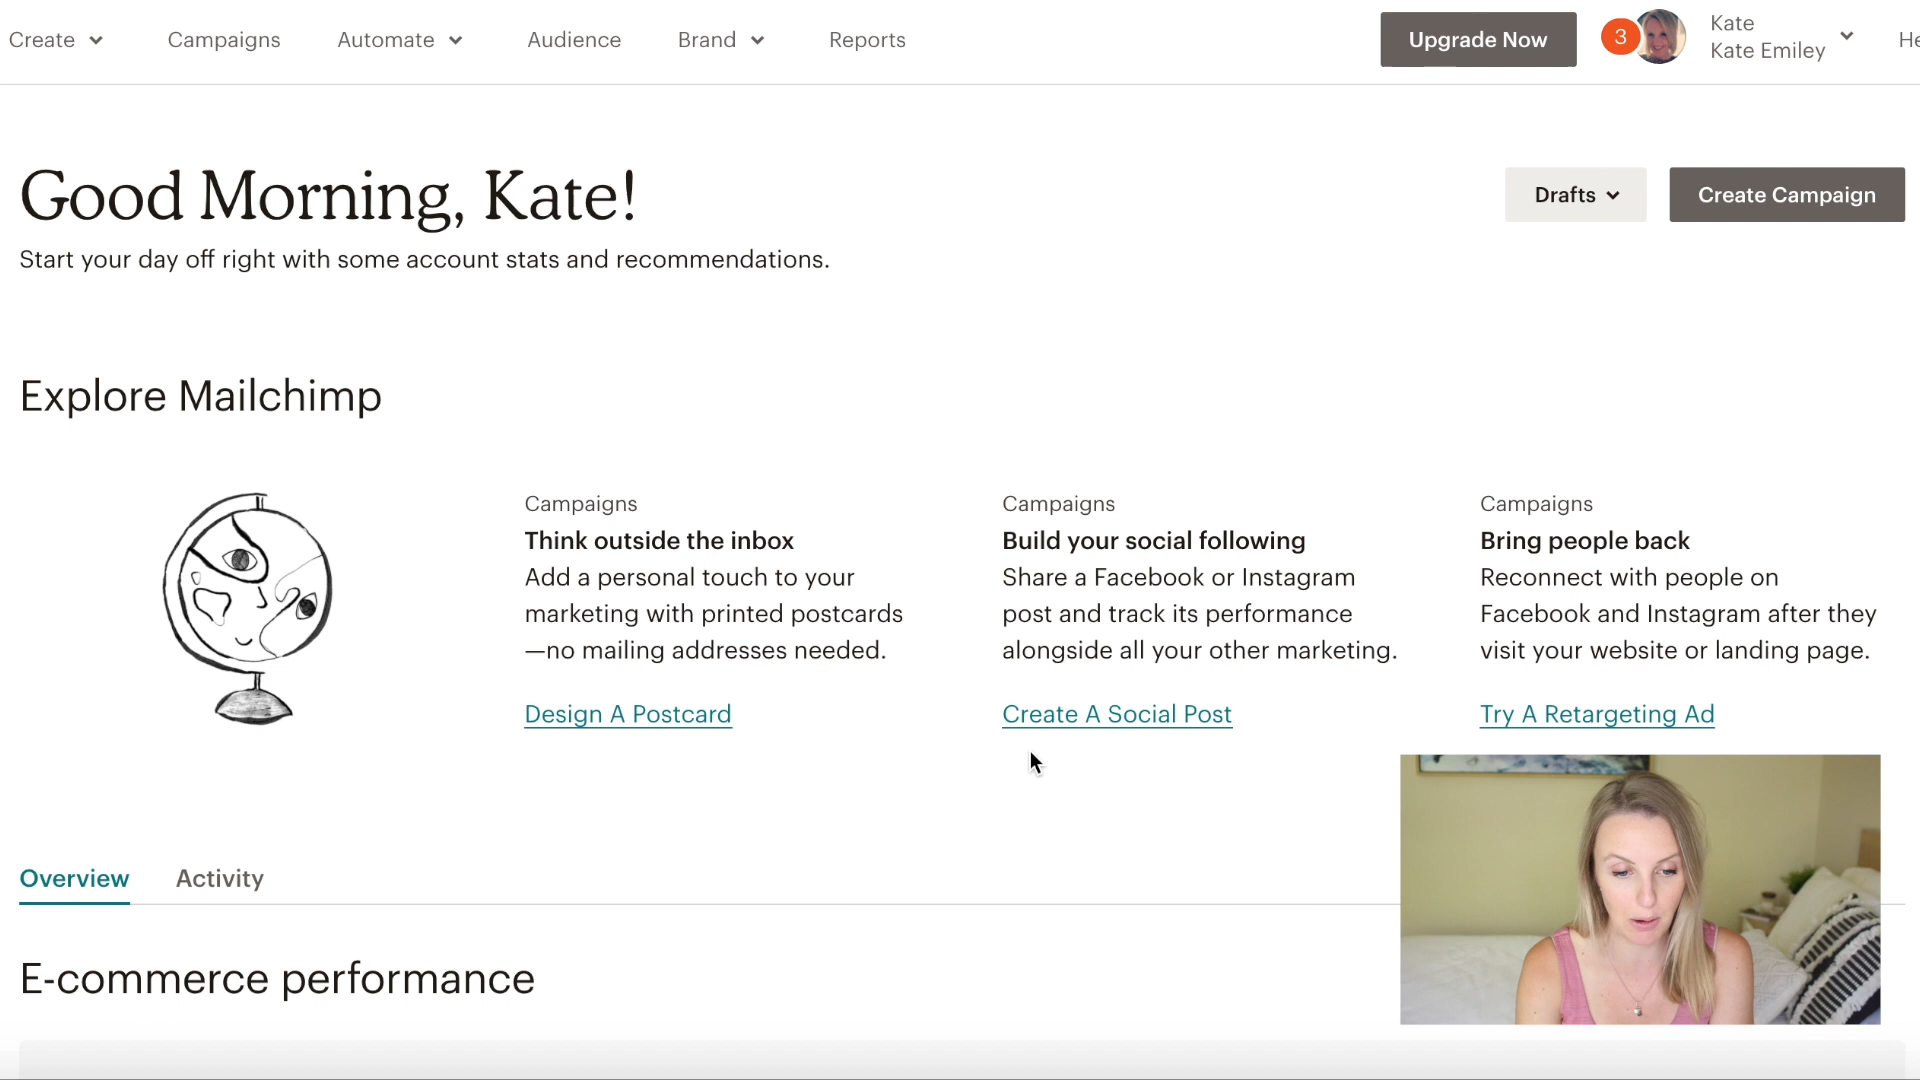 Create
Campaigns
Automate
Audience
Brand
Reports
Upgrade Now
3
Kate
Kate Emiley
Good Morning, Kate!
Start your day off right with some account stats and recommendations.
Drafts
Create Campaign
Explore Mailchimp
Campaigns
Think outside the inbox
Add a personal touch to your
marketing with printed postcards
—no mailing addresses needed.
Design A Postcard
Campaigns
Build your social following
Share a Facebook or Instagram
post and track its performance
alongside all your other marketing.
Create A Social Post
Campaigns
Bring people back
Reconnect with people on
Facebook and Instagram after they
visit your website or landing page.
Try A Retargeting Ad
Overview
Activity
E-commerce performance